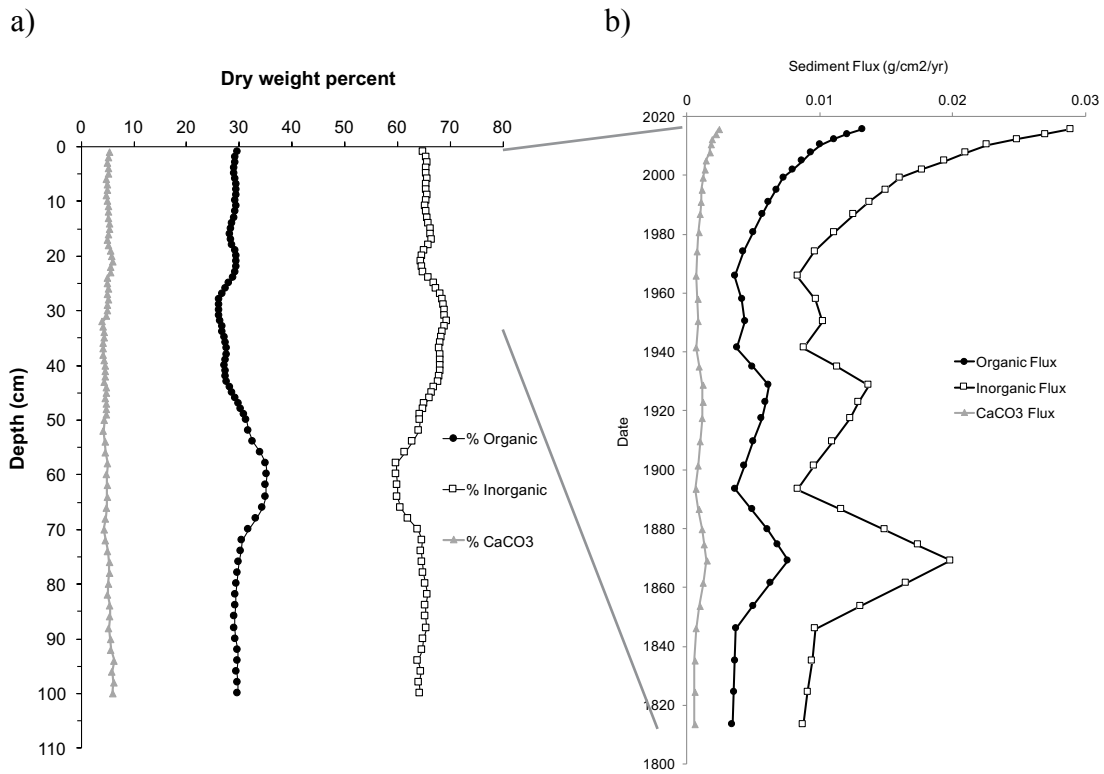 a)
Dry weight percent
0 10 20 30 40 50 60 70 80
0
10
20
30
40
50
60
70
80
90
100
110
Depth (cm)
% Organic
% Inorganic
% CaCO3
b)
Sediment Flux (g/cm2/yr)
0 0.01 0.02 0.03
2020
2000
1980
1960
1940
1920
1900
1880
1860
1840
1820
1800
Date
Organic Flux
Inorganic Flux
CaCO3 Flux